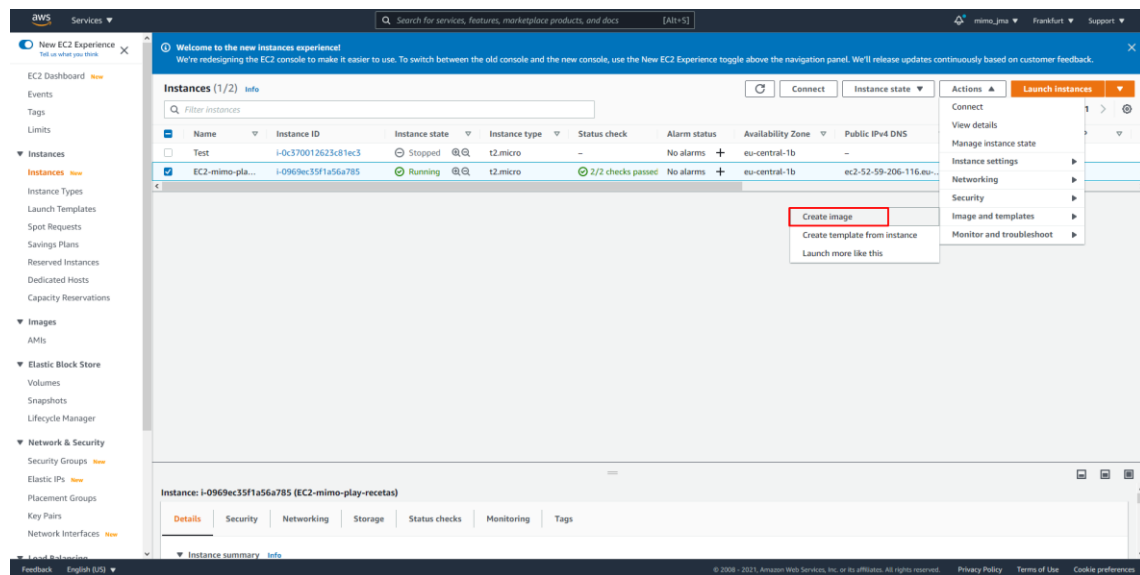 aws Services ▼ Search for services, features, marketplace products, and docs [Alt+S] mimo_jma ▼ Frankfurt ▼ Support ▼
New EC2 Experience
Tell us what you think
EC2 Dashboard New
Events
Tags
Limits
▼ Instances
Instances New
Instance Types
Launch Templates
Spot Requests
Savings Plans
Reserved Instances
Dedicated Hosts
Capacity Reservations
▼ Images
AMIs
▼ Elastic Block Store
Volumes
Snapshots
Lifecycle Manager
▼ Network & Security
Security Groups New
Elastic IPs New
Placement Groups
Key Pairs
Network Interfaces New
▼ Load Balancing
Welcome to the new instances experience!
We're redesigning the EC2 console to make it easier to use. To switch between the old console and the new console, use the New EC2 Experience toggle above the navigation panel. We'll release updates continuously based on customer feedback.
Instances (1/2) Info Connect Instance state ▼ Actions ▲ Launch instances ▼
Filter instances 1
Name Instance ID Instance state Instance type Status check Alarm status Availability Zone Public IPv4 DNS
Test i-0c370012623c81ec3 Stopped t2.micro – No alarms + eu-central-1b –
EC2-mimo-pla... i-0969ec35f1a56a785 Running t2.micro 2/2 checks passed No alarms + eu-central-1b ec2-52-59-206-116.eu-...
Connect
View details
Manage instance state
Instance settings
Networking
Security
Image and templates
Monitor and troubleshoot
Create image
Create template from instance
Launch more like this
Instance: i-0969ec35f1a56a785 (EC2-mimo-play-recetas)
Details Security Networking Storage Status checks Monitoring Tags
▼ Instance summary Info
Feedback English (US) ▼ © 2008 - 2021, Amazon Web Services, Inc. or its affiliates. All rights reserved. Privacy Policy Terms of Use Cookie preferences